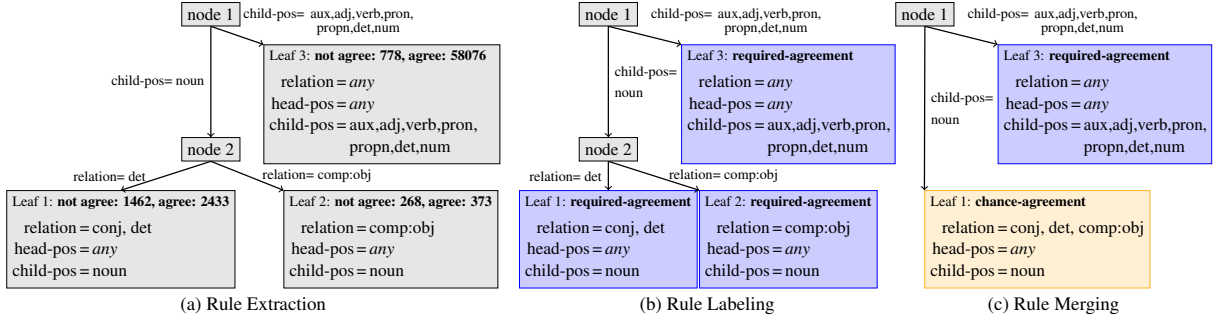 node 1
child-pos= aux,adj,verb,pron,
propn,det,num
Leaf 3: not agree: 778, agree: 58076
relation = any
head-pos = any
child-pos = aux,adj,verb,pron,
propn,det,num
child-pos= noun
node 2
relation= det
relation= comp:obj
Leaf 1: not agree: 1462, agree: 2433
relation = conj, det
head-pos = any
child-pos = noun
Leaf 2: not agree: 268, agree: 373
relation = comp:obj
head-pos = any
child-pos = noun
(a) Rule Extraction
node 1
child-pos= aux,adj,verb,pron,
propn,det,num
Leaf 3: required-agreement
relation = any
head-pos = any
child-pos = aux,adj,verb,pron,
propn,det,num
child-pos=
noun
node 2
relation= det
relation= comp:obj
Leaf 1: required-agreement
relation = conj, det
head-pos = any
child-pos = noun
Leaf 2: required-agreement
relation = comp:obj
head-pos = any
child-pos = noun
(b) Rule Labeling
node 1
child-pos= aux,adj,verb,pron,
propn,det,num
Leaf 3: required-agreement
relation = any
head-pos = any
child-pos = aux,adj,verb,pron,
propn,det,num
child-pos=
noun
Leaf 1: chance-agreement
relation = conj, det, comp:obj
head-pos = any
child-pos = noun
(c) Rule Merging